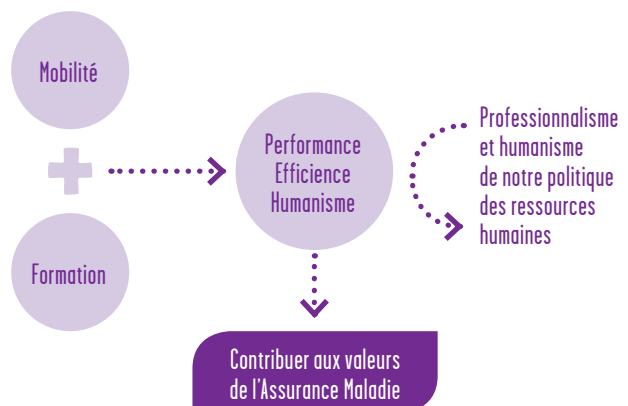 Mobilité
Formation
Performance
Efficience
Humanisme
Professionnalisme
et humanisme
de notre politique
des ressources
humaines
Contribuer aux valeurs
de l'Assurance Maladie